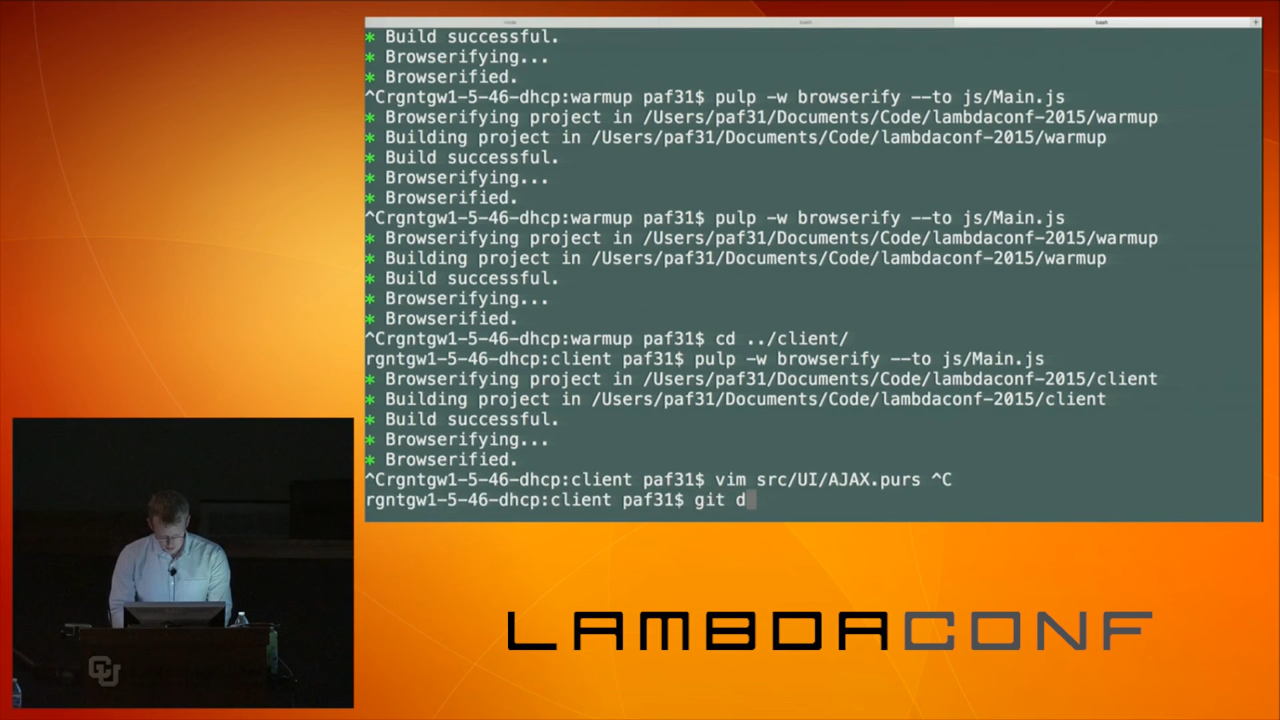 node bash bash +
* Build successful.
* Browserifying...
* Browserified.
^Crgntgw1-5-46-dhcp:warmup paf31$ pulp -w browserify --to js/Main.js
* Browserifying project in /Users/paf31/Documents/Code/lambdaconf-2015/warmup
* Building project in /Users/paf31/Documents/Code/lambdaconf-2015/warmup
* Build successful.
* Browserifying...
* Browserified.
^Crgntgw1-5-46-dhcp:warmup paf31$ pulp -w browserify --to js/Main.js
* Browserifying project in /Users/paf31/Documents/Code/lambdaconf-2015/warmup
* Building project in /Users/paf31/Documents/Code/lambdaconf-2015/warmup
* Build successful.
* Browserifying...
* Browserified.
^Crgntgw1-5-46-dhcp:warmup paf31$ cd ../client/
rgntgw1-5-46-dhcp:client paf31$ pulp -w browserify --to js/Main.js
* Browserifying project in /Users/paf31/Documents/Code/lambdaconf-2015/client
* Building project in /Users/paf31/Documents/Code/lambdaconf-2015/client
* Build successful.
* Browserifying...
* Browserified.
^Crgntgw1-5-46-dhcp:client paf31$ vim src/UI/AJAX.purs ^C
rgntgw1-5-46-dhcp:client paf31$ git d
LAMBDACONF
CU